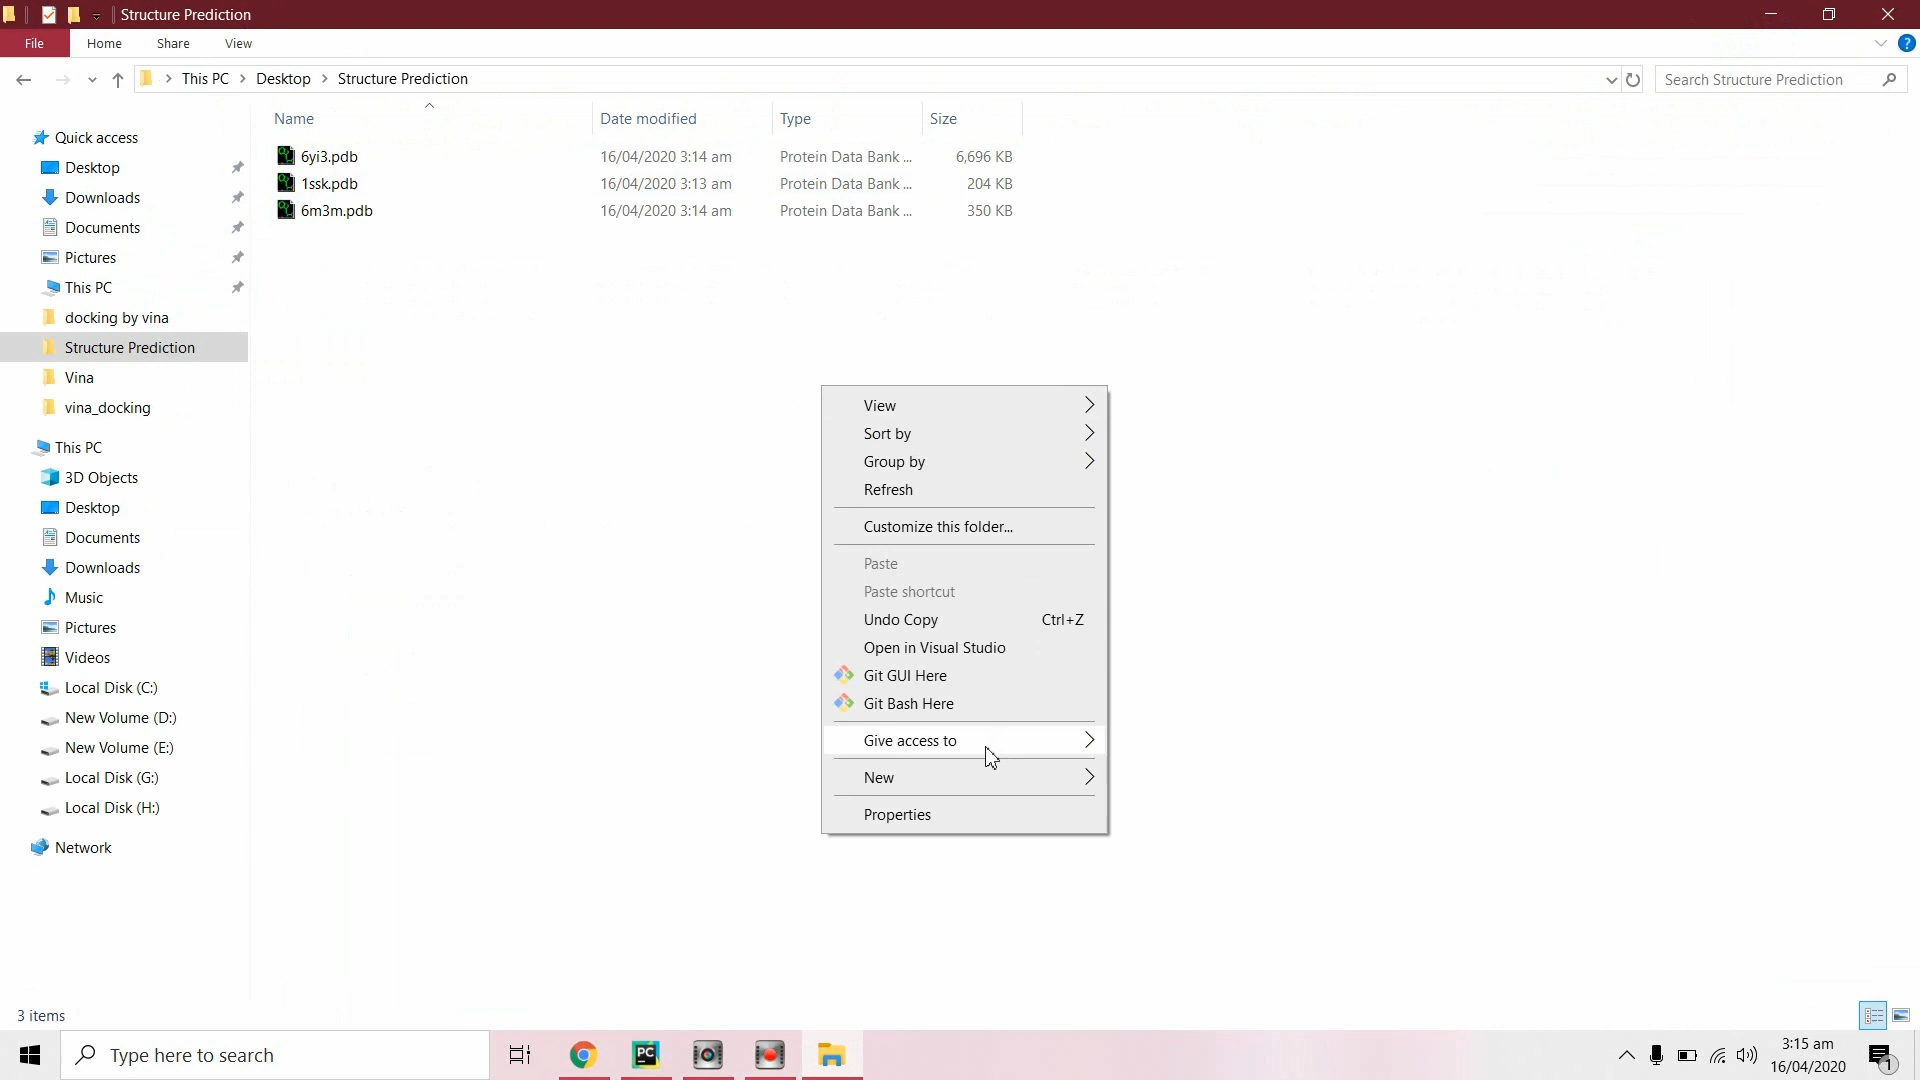 Structure Prediction
File Home Share View
This PC Desktop Structure Prediction
Search Structure Prediction
Name Date modified Type Size
Quick access
Desktop
Downloads
Documents
Pictures
This PC
docking by vina
Structure Prediction
Vina
vina_docking
This PC
3D Objects
Desktop
Documents
Downloads
Music
Pictures
Videos
Local Disk (C:)
New Volume (D:)
New Volume (E:)
Local Disk (G:)
Local Disk (H:)
Network
6yi3.pdb 16/04/2020 3:14 am Protein Data Bank ... 6,696 KB
1ssk.pdb 16/04/2020 3:13 am Protein Data Bank ... 204 KB
6m3m.pdb 16/04/2020 3:14 am Protein Data Bank ... 350 KB
View
Sort by
Group by
Refresh
Customize this folder...
Paste
Paste shortcut
Undo Copy Ctrl+Z
Open in Visual Studio
Git GUI Here
Git Bash Here
Give access to
New
Properties
3 items
Type here to search
PC
3:15 am
16/04/2020
1